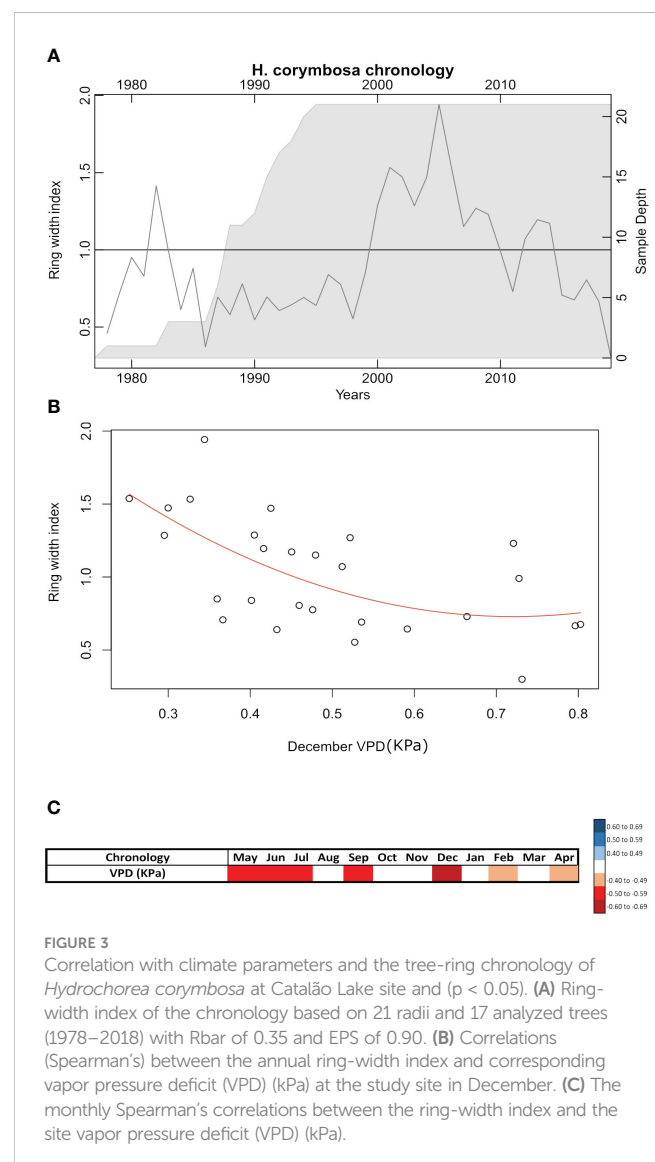 A
H. corymbosa chronology
1980 1990 2000 2010
2.0
1.5
1.0
0.5
Ring width index
20
15
10
5
0
Sample Depth
1980 1990 2000 2010
Years
B
2.0
1.5
1.0
0.5
Ring width index
0.3 0.4 0.5 0.6 0.7 0.8
December VPD(KPa)
C
Chronology May Jun Jul Aug Sep Oct Nov Dec Jan Feb Mar Apr
VPD (KPa)
0.60 to 0.69
0.50 to 0.59
0.40 to 0.49
-0.40 to -0.49
-0.50 to -0.59
-0.60 to -0.69
FIGURE 3
Correlation with climate parameters and the tree-ring chronology of
Hydrochorea corymbosa at Catalão Lake site and (p < 0.05). (A) Ring-
width index of the chronology based on 21 radii and 17 analyzed trees
(1978–2018) with Rbar of 0.35 and EPS of 0.90. (B) Correlations
(Spearman's) between the annual ring-width index and corresponding
vapor pressure deficit (VPD) (kPa) at the study site in December. (C) The
monthly Spearman's correlations between the ring-width index and the
site vapor pressure deficit (VPD) (kPa).